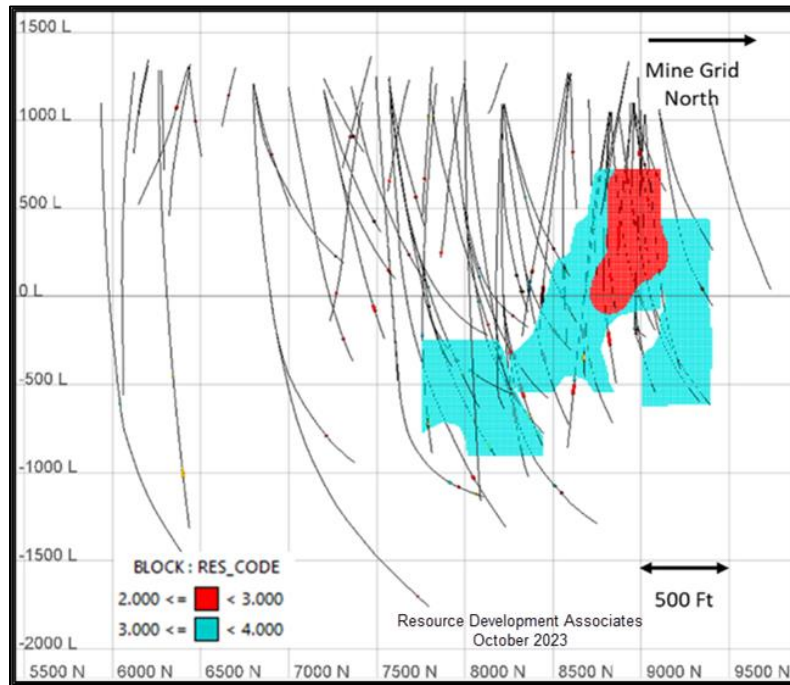 1500 L
Mine Grid
North
1000 L
500 L
0 L
-500 L
-1000 L
-1500 L
BLOCK : RES_CODE
2.000 <= < 3.000
3.000 <= < 4.000
500 Ft
Resource Development Associates
October 2023
-2000 L
5500 N 6000 N 6500 N 7000 N 7500 N 8000 N 8500 N 9000 N 9500 N